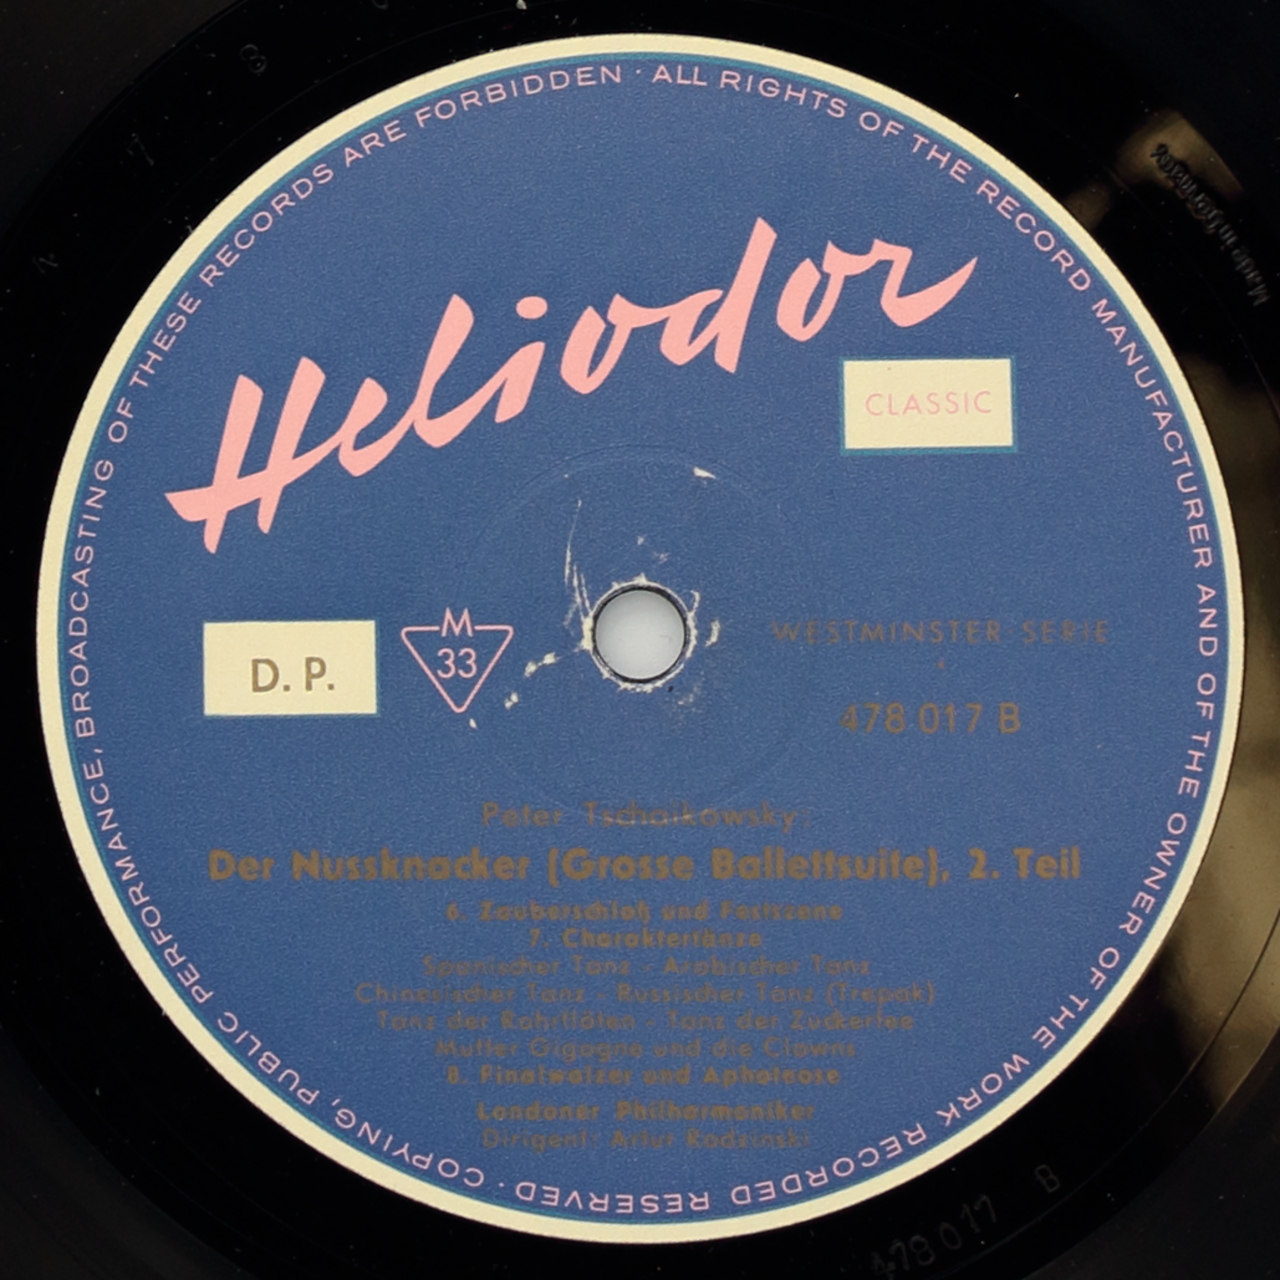 ALL RIGHTS OF THE RECORD MANUFACTURER AND OF THE OWNER OF THE WORK RECORDED RESERVED · COPYING, PUBLIC PERFORMANCE, BROADCASTING OF THESE RECORDS ARE FORBIDDEN ·
Heliodor
CLASSIC
D. P.
M
33
WESTMINSTER-SERIE
478 017 B
Peter Tschaikowsky:
Der Nussknacker (Grosse Ballettsuite), 2. Teil
6. Zauberschloß und Festszene
7. Charaktertänze
Spanischer Tanz - Arabischer Tanz
Chinesischer Tanz - Russischer Tanz (Trepak)
Tanz der Rohrflöten - Tanz der Zuckerfee
Mutter Gigogne und die Clowns
8. Finalwalzer und Apholeose
Londoner Philharmoniker
Dirigent: Artur Rodzinski
478 017 B